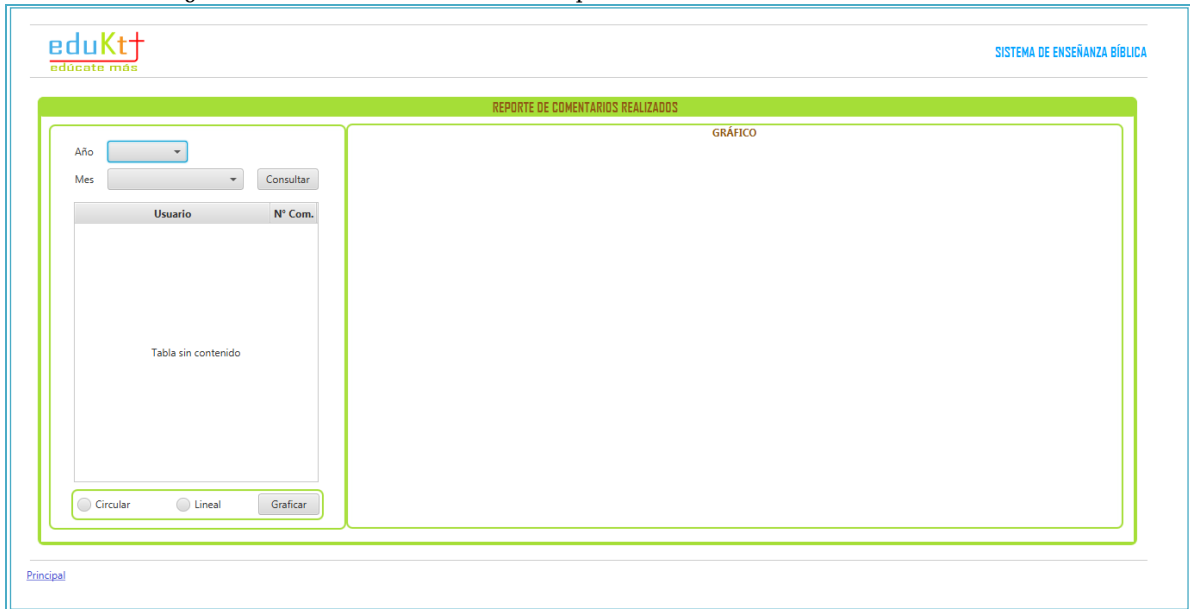 eduKt
edúcate más
SISTEMA DE ENSEÑANZA BÍBLICA
REPORTE DE COMENTARIOS REALIZADOS
GRÁFICO
Año
Mes Consultar
Usuario N° Com.
Tabla sin contenido
Circular Lineal Graficar
Principal